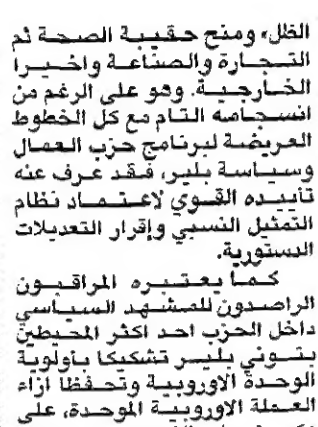 الظل، ومنح حقيبة الصحة ثم
التجارة والصناعة واخيرا
الخارجية. وهو على الرغم من
انسجامه التام مع كل الخطوط
العريضة لبرنامج حزب العمال
وسياسة بلير، فقد عرف عنه
تأييده القوي لاعتماد نظام
التمثيل النسبي وإقرار التعديلات
الدستورية.
كما يعتبره المراقبون
الراصدون للمشهد السياسي
داخل الحزب احد اكثر المحيطين
بتوني بلير تشكيكا بأولوية
الوحدة الاوروبية وتحفظا ازاء
العملة الاوروبية الموحدة، على